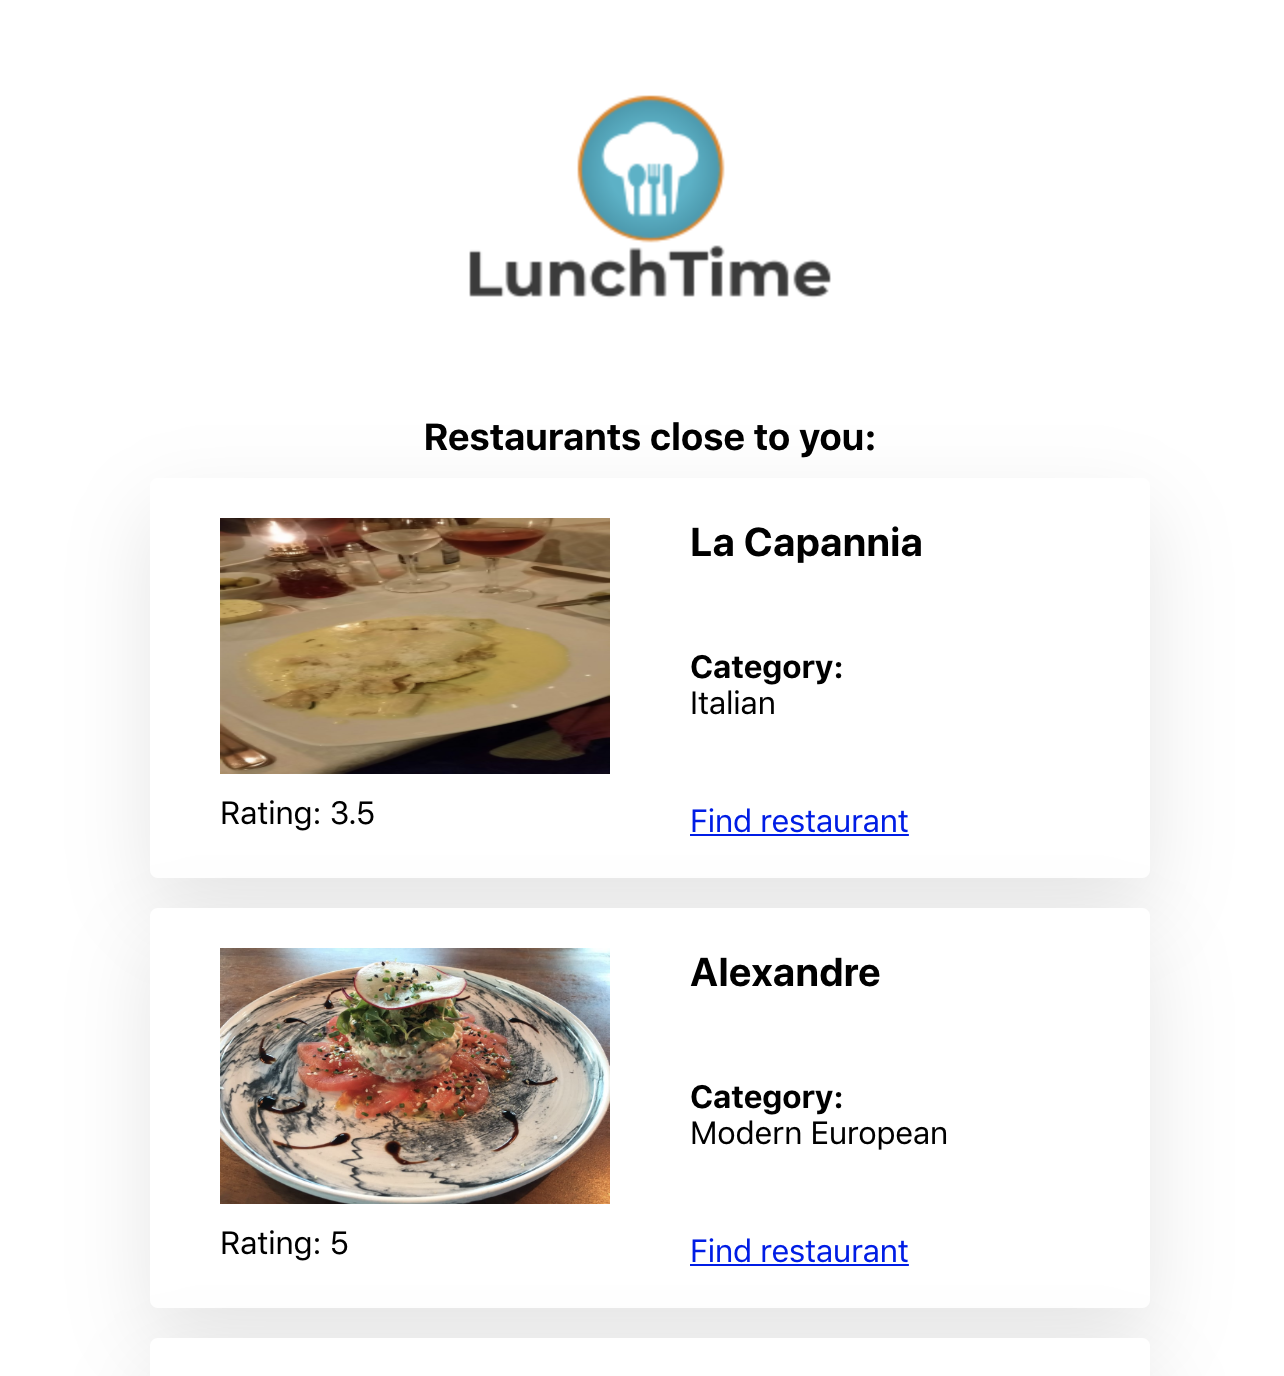 LunchTime
Restaurants close to you:
La Capannia
Category:
Italian
Rating: 3.5
Find restaurant
Alexandre
Category:
Modern European
Rating: 5
Find restaurant